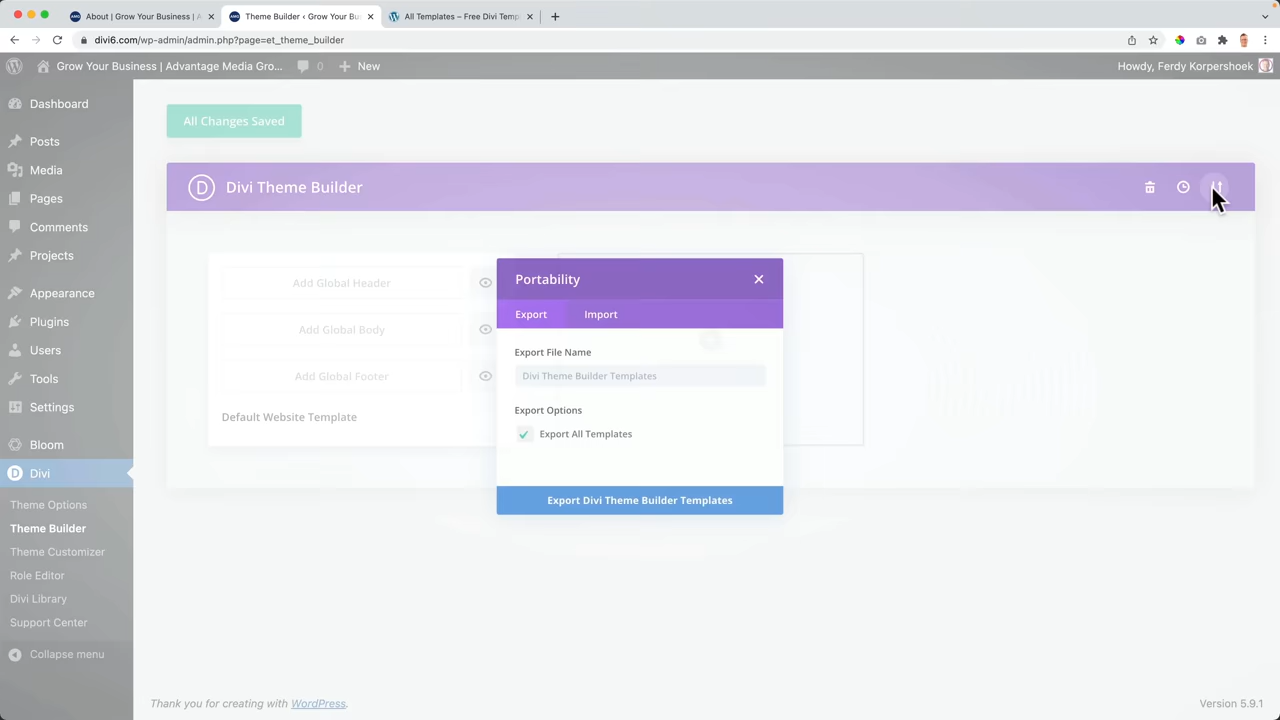 About | Grow Your Business | A
Theme Builder ‹ Grow Your Bus
All Templates – Free Divi Temp
divi6.com/wp-admin/admin.php?page=et_theme_builder
Grow Your Business | Advantage Media Gro... 0 New
Howdy, Ferdy Korpershoek
Dashboard
Posts
Media
Pages
Comments
Projects
Appearance
Plugins
Users
Tools
Settings
Bloom
Divi
Theme Options
Theme Builder
Theme Customizer
Role Editor
Divi Library
Support Center
Collapse menu
All Changes Saved
D Divi Theme Builder
Add Global Header
Add Global Body
Add Global Footer
Default Website Template
Portability
Export Import
Export File Name
Divi Theme Builder Templates
Export Options
Export All Templates
Export Divi Theme Builder Templates
Thank you for creating with WordPress.
Version 5.9.1